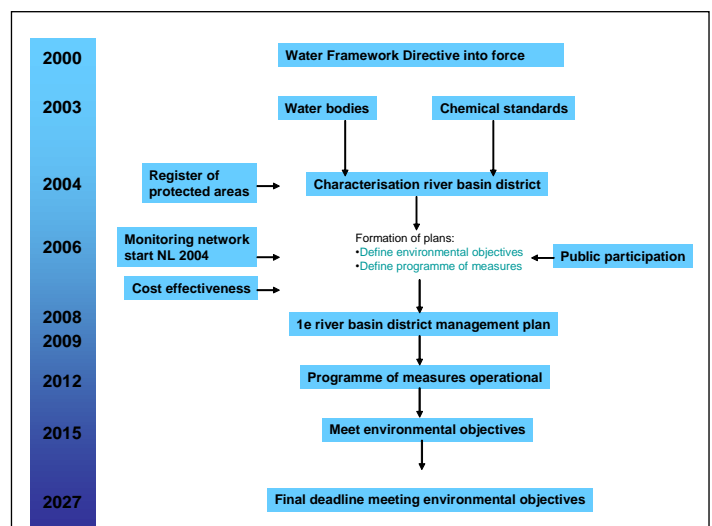 2000
Water Framework Directive into force
2003
Water bodies
Chemical standards
2004
Register of
protected areas
Characterisation river basin district
2006
Monitoring network
start NL 2004
Formation of plans:
•Define environmental objectives
•Define programme of measures
Public participation
Cost effectiveness
2008
1e river basin district management plan
2009
2012
Programme of measures operational
2015
Meet environmental objectives
2027
Final deadline meeting environmental objectives